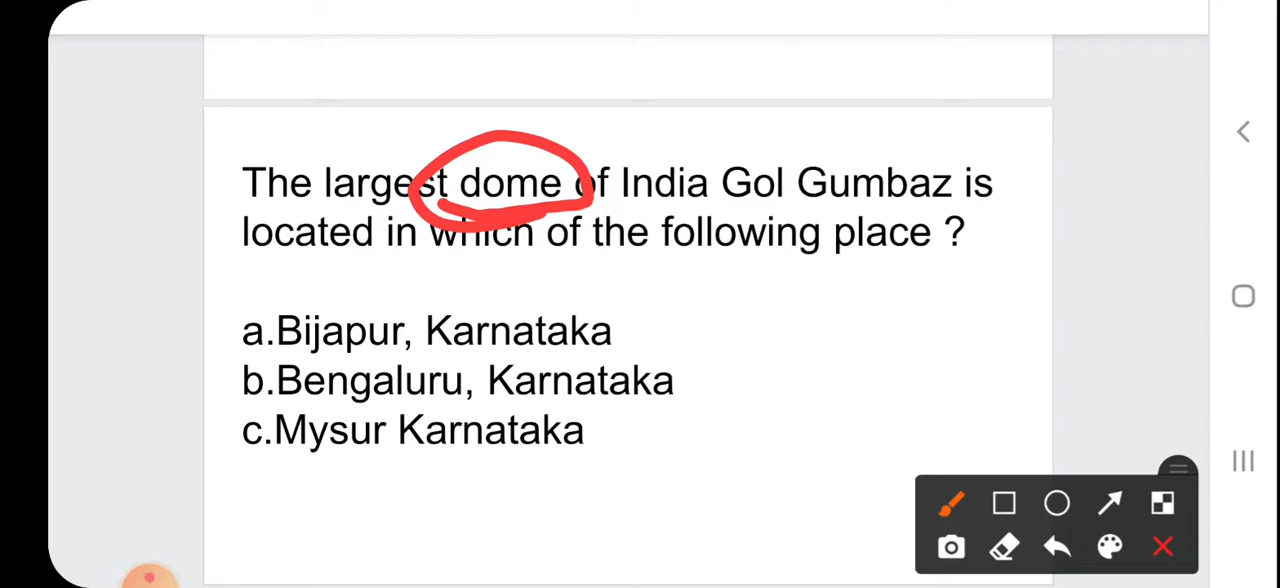 The largest dome of India Gol Gumbaz is
located in which of the following place ?
a.Bijapur, Karnataka
b.Bengaluru, Karnataka
c.Mysur Karnataka